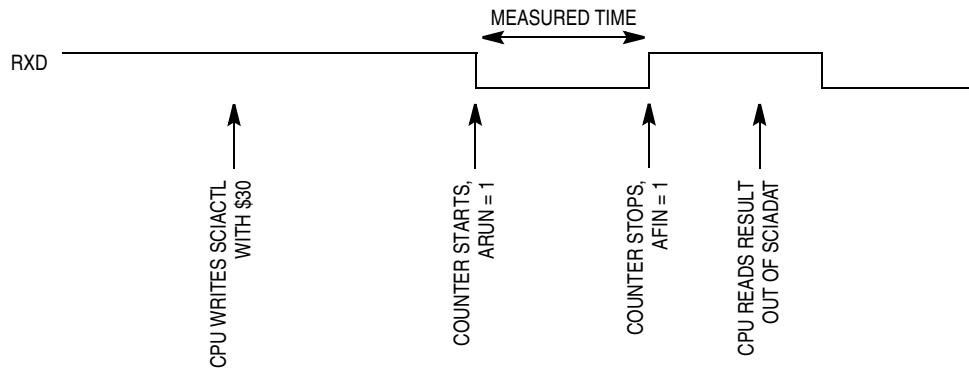 MEASURED TIME
RXD
CPU WRITES SCIACTL
WITH $30
COUNTER STARTS,
ARUN = 1
COUNTER STOPS,
AFIN = 1
CPU READS RESULT
OUT OF SCIADAT